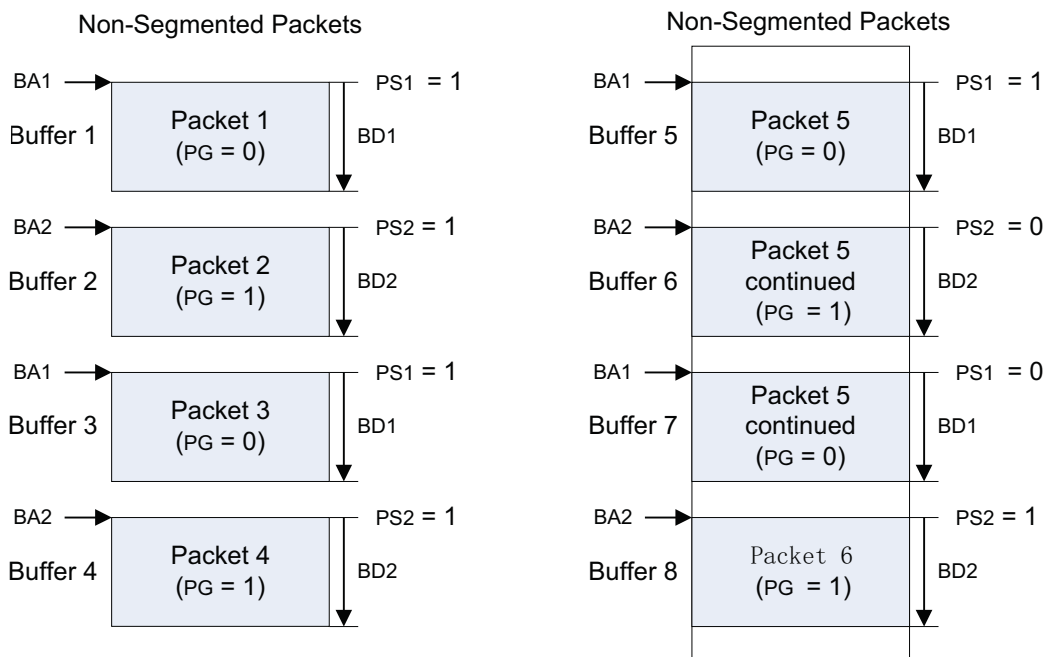 Non-Segmented Packets
BA1
PS1 = 1
Buffer 1
Packet 1
(PG = 0)
BD1
BA2
PS2 = 1
Buffer 2
Packet 2
(PG = 1)
BD2
BA1
PS1 = 1
Buffer 3
Packet 3
(PG = 0)
BD1
BA2
PS2 = 1
Buffer 4
Packet 4
(PG = 1)
BD2
Non-Segmented Packets
BA1
PS1 = 1
Buffer 5
Packet 5
(PG = 0)
BD1
BA2
PS2 = 0
Buffer 6
Packet 5
continued
(PG = 1)
BD2
BA1
PS1 = 0
Buffer 7
Packet 5
continued
(PG = 0)
BD1
BA2
PS2 = 1
Buffer 8
Packet 6
(PG = 1)
BD2